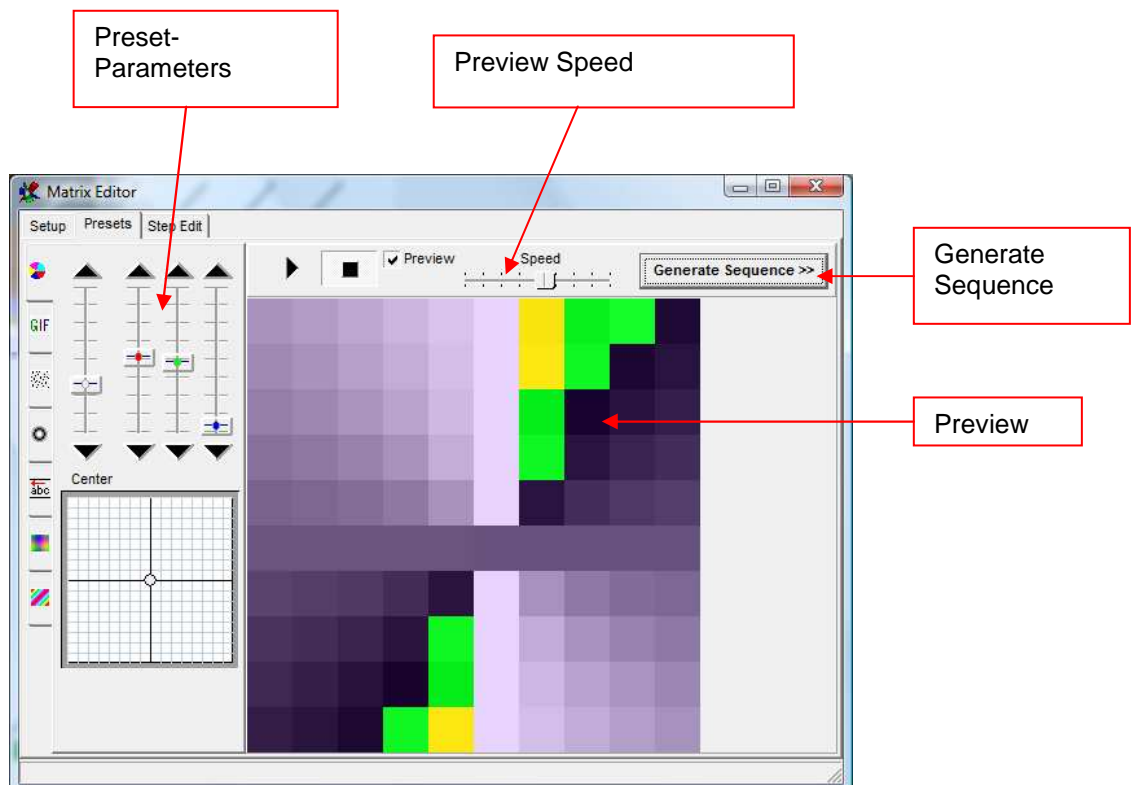 Preset-
Parameters
Preview Speed
Matrix Editor
Setup Presets Step Edit
Preview Speed
Generate Sequence >>
Generate
Sequence
GIF
Preview
abc
Center